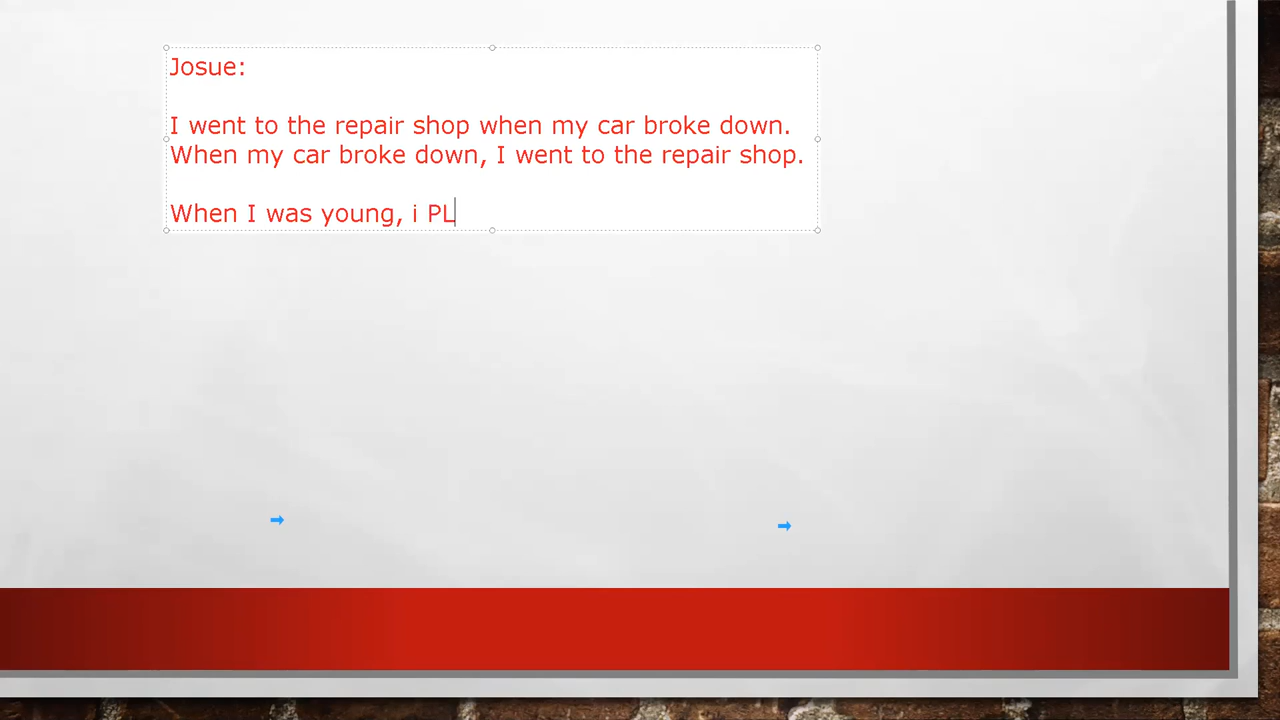 Josue:
I went to the repair shop when my car broke down.
When my car broke down, I went to the repair shop.
When I was young, i PL